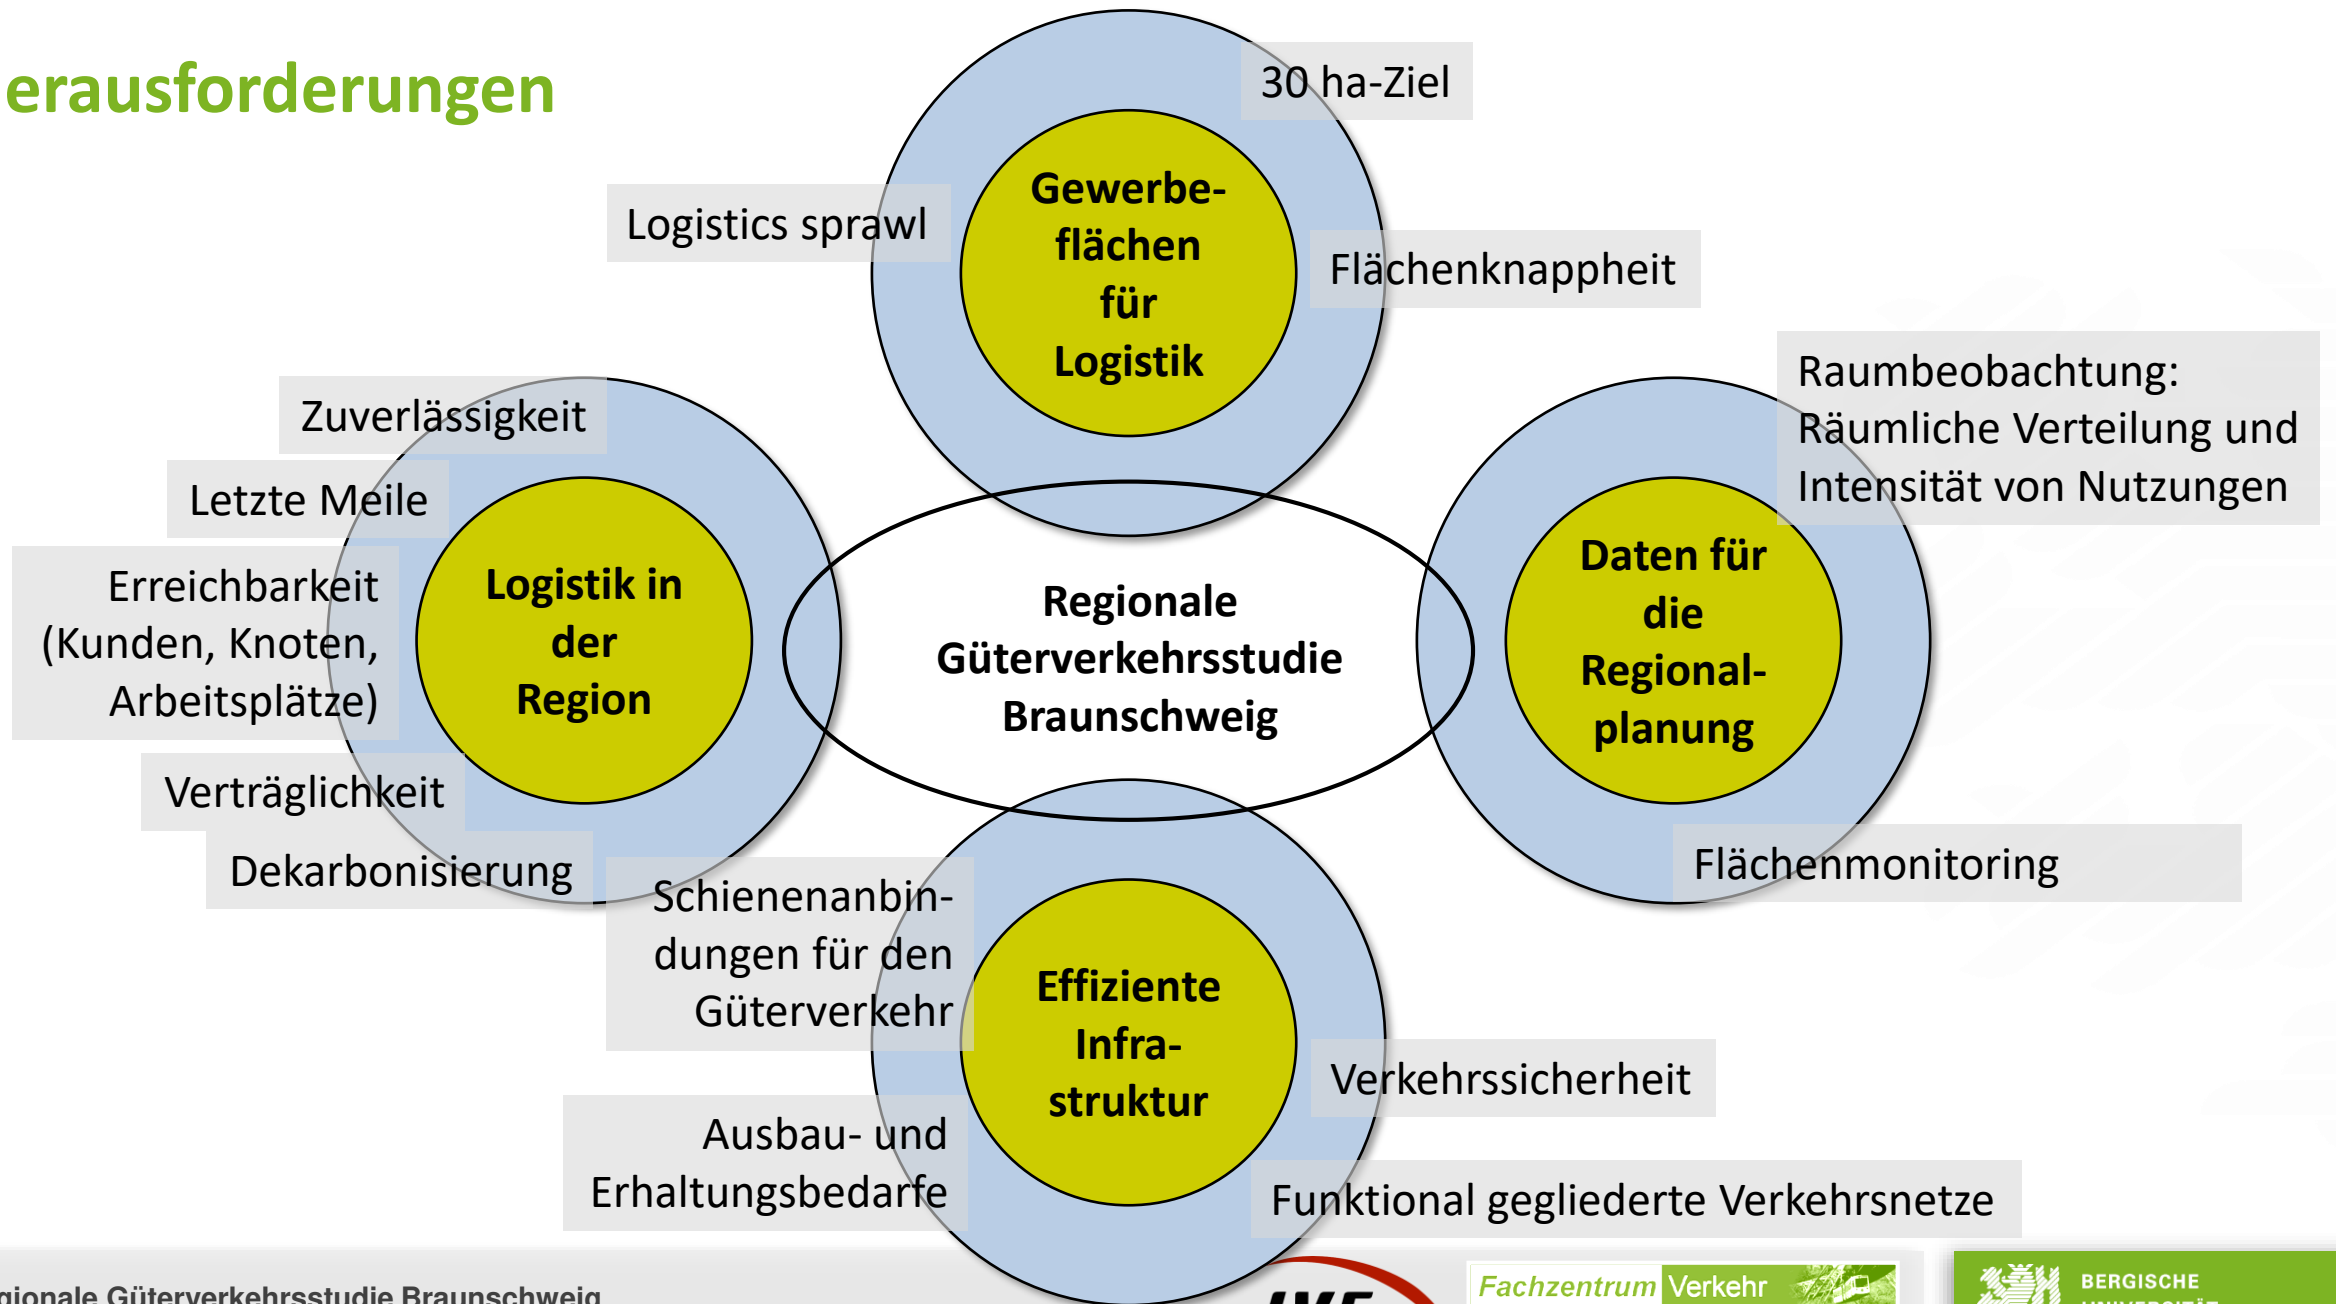 erausforderungen
30 ha-Ziel
Logistics sprawl
Gewerbe-
flächen
für
Logistik
Flächenknappheit
Zuverlässigkeit
Letzte Meile
Erreichbarkeit
(Kunden, Knoten,
Arbeitsplätze)
Verträglichkeit
Dekarbonisierung
Logistik in
der
Region
Regionale
Güterverkehrsstudie
Braunschweig
Raumbeobachtung:
Räumliche Verteilung und
Intensität von Nutzungen
Daten für
die
Regional-
planung
Flächenmonitoring
Schienenanbin-
dungen für den
Güterverkehr
Ausbau- und
Erhaltungsbedarfe
Effiziente
Infra-
struktur
Verkehrssicherheit
Funktional gegliederte Verkehrsnetze
gionale Güterverkehrsstudie Braunschweig
Fachzentrum Verkehr
BERGISCHE
UNIVERSITÄT